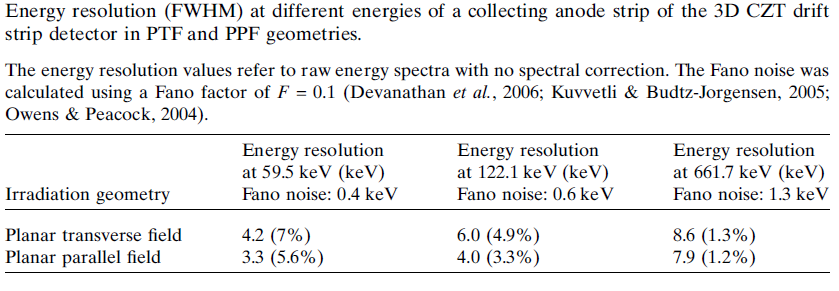 Energy resolution (FWHM) at different energies of a collecting anode strip of the 3D CZT drift
strip detector in PTF and PPF geometries.
The energy resolution values refer to raw energy spectra with no spectral correction. The Fano noise was
calculated using a Fano factor of F = 0.1 (Devanathan et al., 2006; Kuvvetli & Budtz-Jorgensen, 2005;
Owens & Peacock, 2004).
Energy resolution Energy resolution Energy resolution
at 59.5 keV (keV) at 122.1 keV (keV) at 661.7 keV (keV)
Irradiation geometry Fano noise: 0.4 keV Fano noise: 0.6 keV Fano noise: 1.3 keV
Planar transverse field 4.2 (7%) 6.0 (4.9%) 8.6 (1.3%)
Planar parallel field 3.3 (5.6%) 4.0 (3.3%) 7.9 (1.2%)